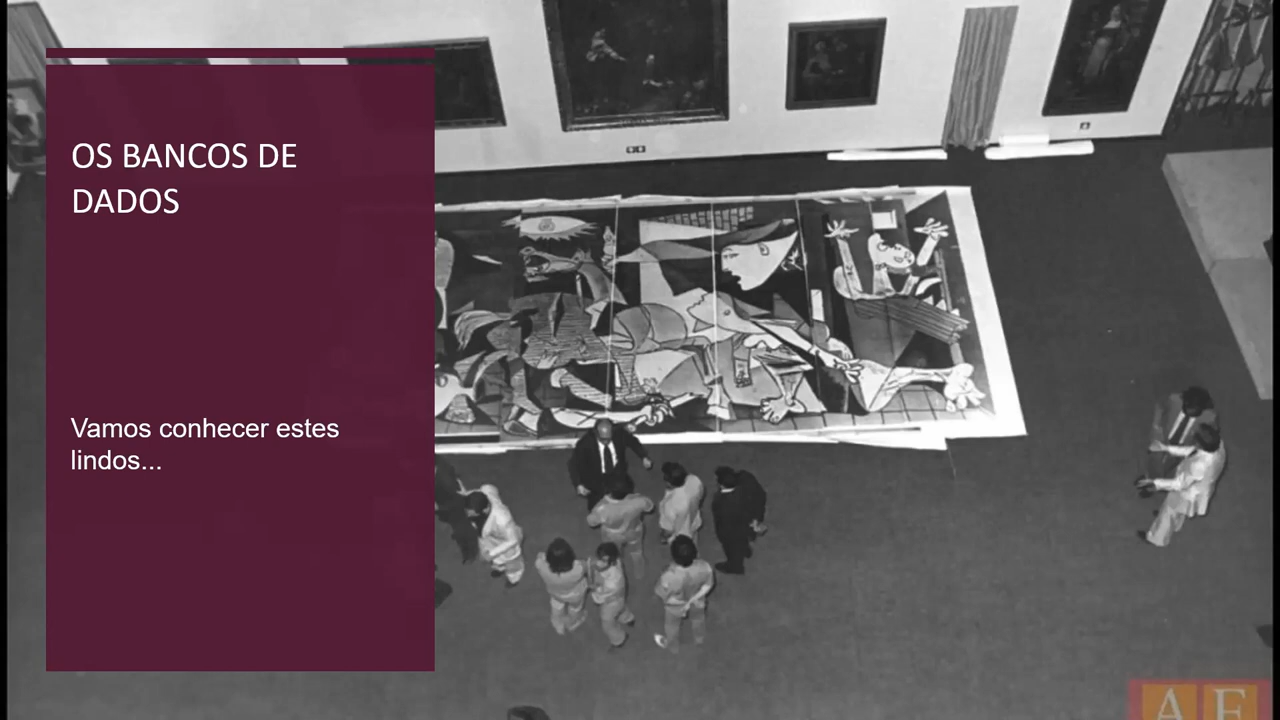 OS BANCOS DE
DADOS
Vamos conhecer estes
lindos...
A F